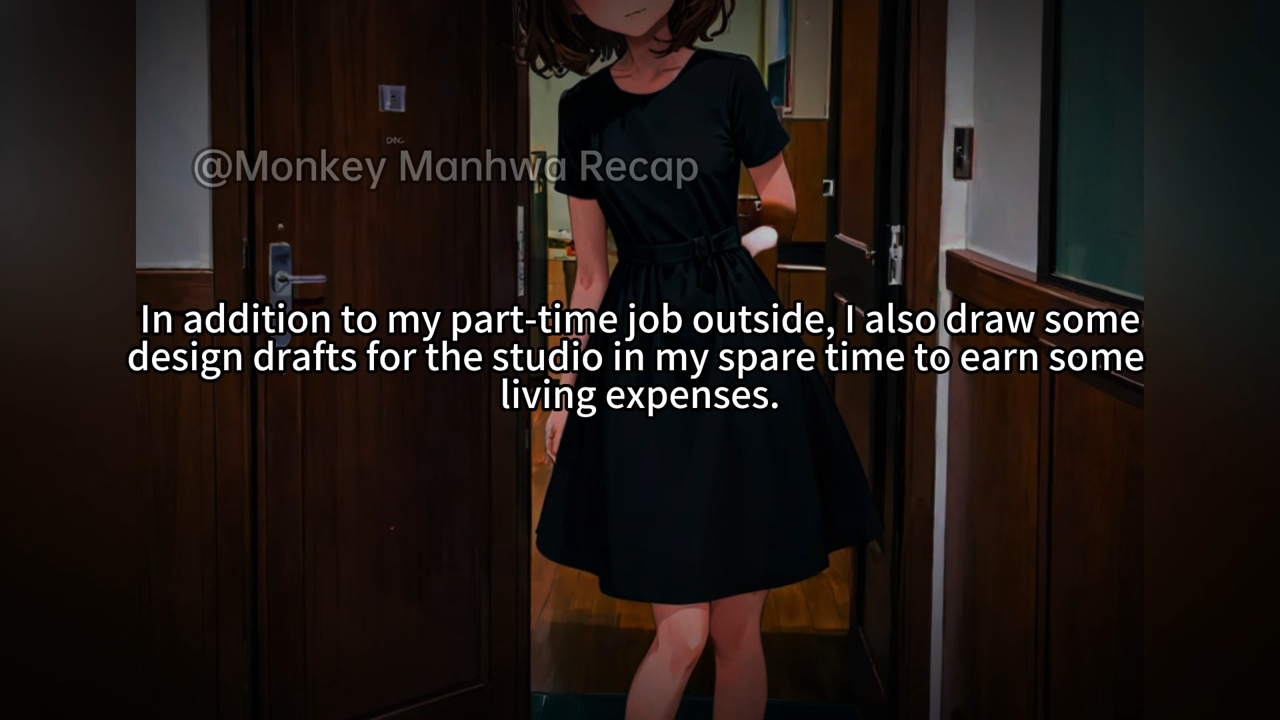 @Monkey Manhwa Recap
In addition to my part-time job outside, I also draw some
design drafts for the studio in my spare time to earn some
living expenses.